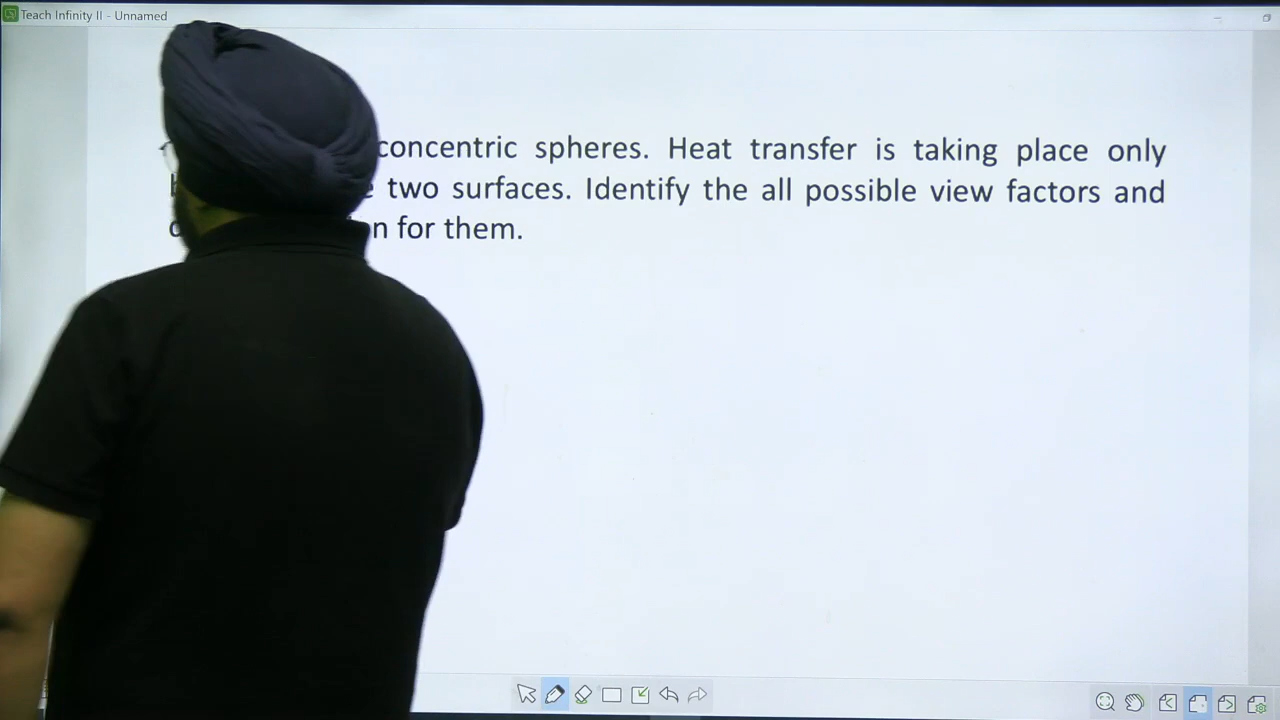 Teach Infinity II - Unnamed
concentric spheres. Heat transfer is taking place only
two surfaces. Identify the all possible view factors and
for them.